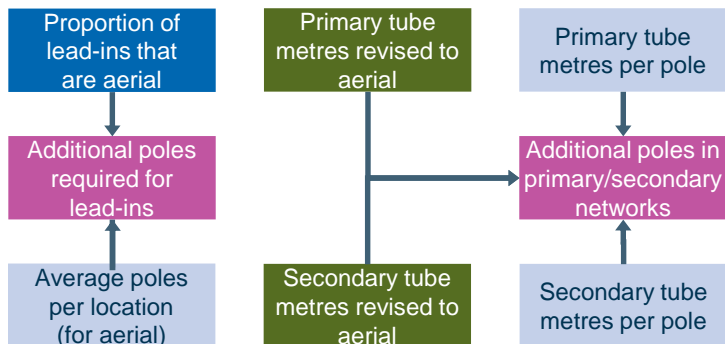 Proportion of
lead-ins that
are aerial
Primary tube
metres revised to
aerial
Primary tube
metres per pole
Additional poles
required for
lead-ins
Additional poles in
primary/secondary
networks
Average poles
per location
(for aerial)
Secondary tube
metres revised to
aerial
Secondary tube
metres per pole